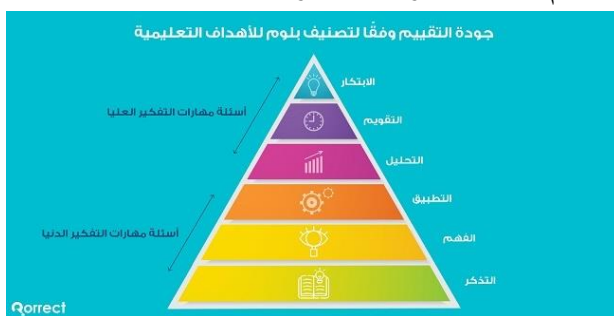 جودة التقييم وفقًا لتصنيف بلوم للأهداف التعليمية
الابتكار
أسئلة مهارات التفكير العليا
التقويم
التحليل
التطبيق
أسئلة مهارات التفكير الدنيا
الفهم
التذكر
Qorrect